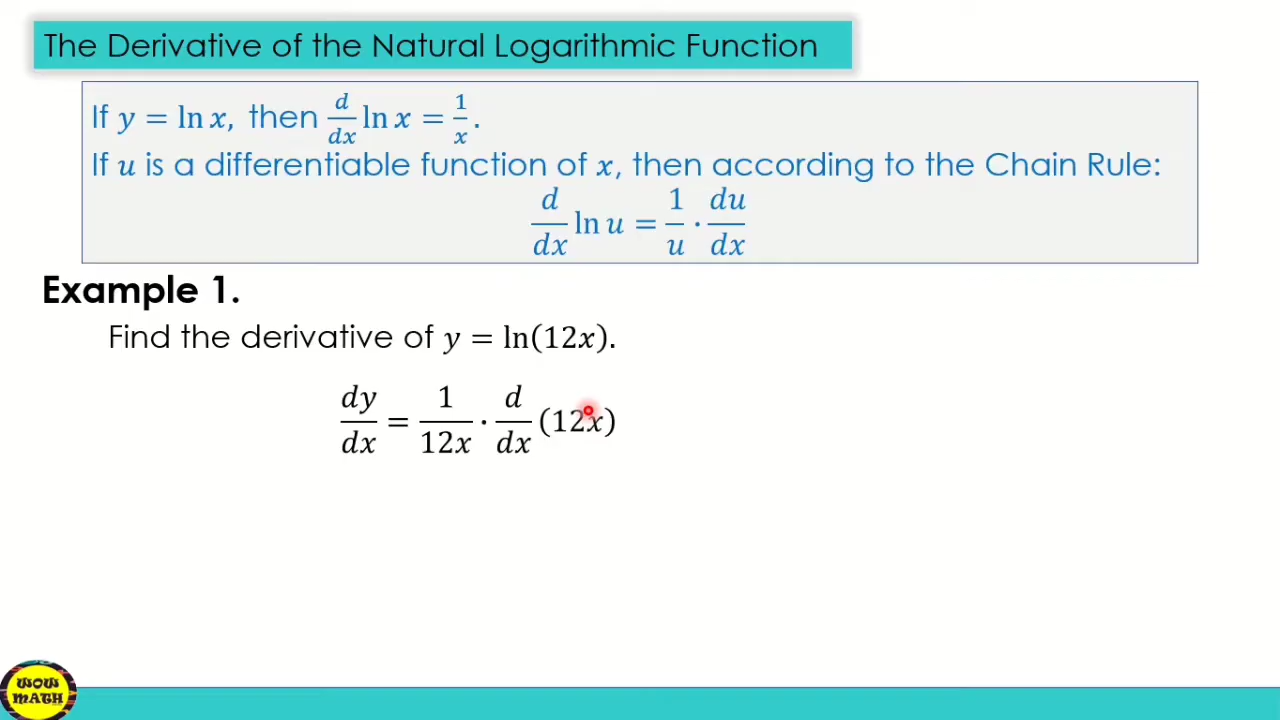 The Derivative of the Natural Logarithmic Function
If y = ln x, then d/dx ln x = 1/x.
If u is a differentiable function of x, then according to the Chain Rule:
d/dx ln u = 1/u · du/dx
Example 1.
Find the derivative of y = ln(12x).
dy/dx = 1/12x · d/dx (12x)
WOW
MATH